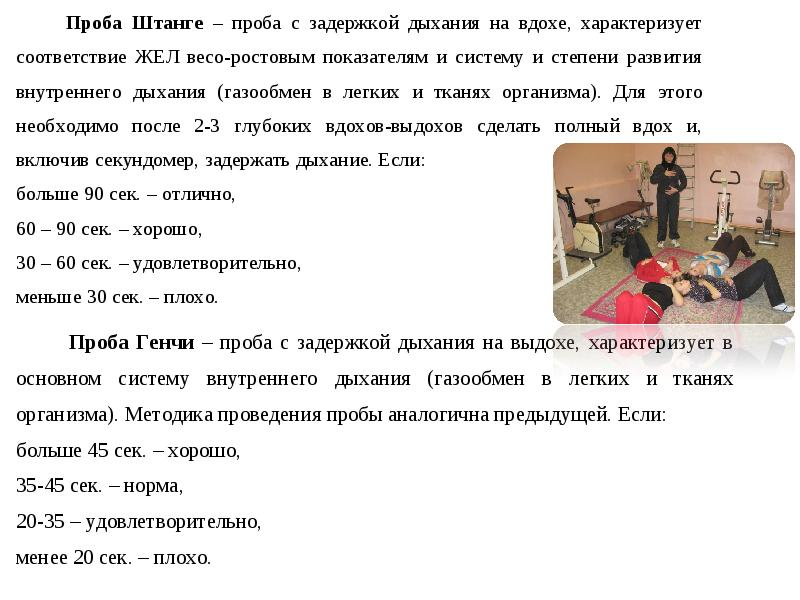 Проба Штанге – проба с задержкой дыхания на вдохе, характеризует
соответствие ЖЕЛ весо-ростовым показателям и систему и степени развития
внутреннего дыхания (газообмен в легких и тканях организма). Для этого
необходимо после 2-3 глубоких вдохов-выдохов сделать полный вдох и,
включив секундомер, задержать дыхание. Если:
больше 90 сек. – отлично,
60 – 90 сек. – хорошо,
30 – 60 сек. – удовлетворительно,
меньше 30 сек. – плохо.
Проба Генчи – проба с задержкой дыхания на выдохе, характеризует в
основном систему внутреннего дыхания (газообмен в легких и тканях
организма). Методика проведения пробы аналогична предыдущей. Если:
больше 45 сек. – хорошо,
35-45 сек. – норма,
20-35 – удовлетворительно,
менее 20 сек. – плохо.